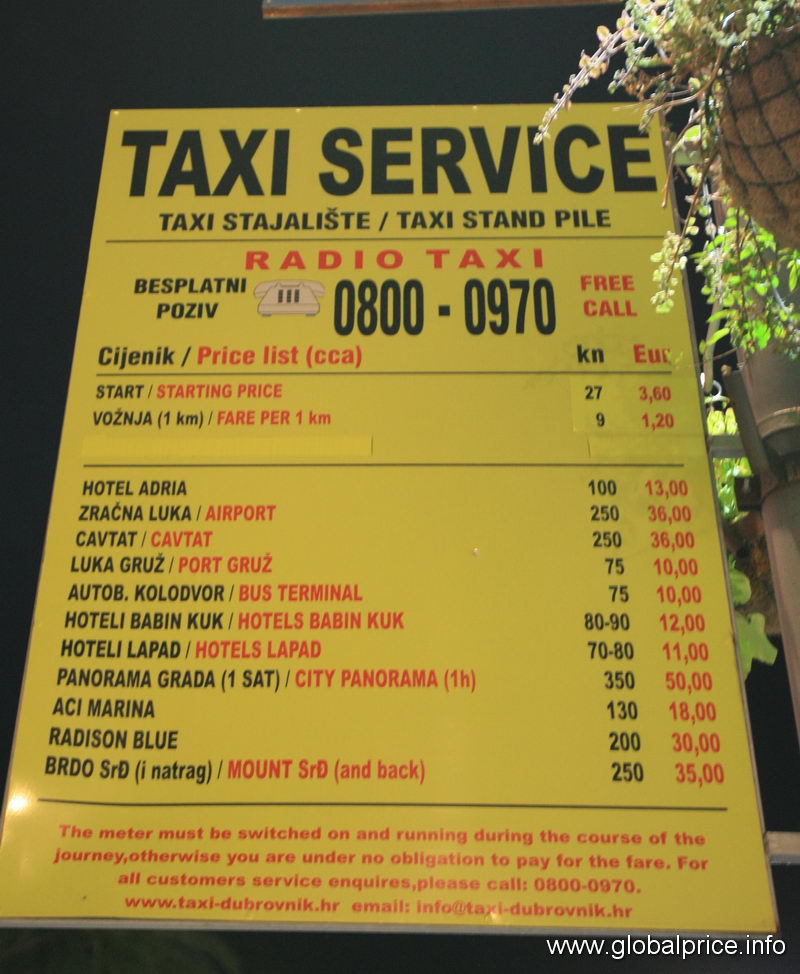 TAXI SERVICE
TAXI STAJALIŠTE / TAXI STAND PILE
RADIO TAXI
BESPLATNI POZIV 0800 - 0970 FREE CALL
Cijenik / Price list (cca) kn Eur
START / STARTING PRICE 27 3,60
VOŽNJA (1 km) / FARE PER 1 km 9 1,20
HOTEL ADRIA 100 13,00
ZRAČNA LUKA / AIRPORT 250 36,00
CAVTAT / CAVTAT 250 36,00
LUKA GRUŽ / PORT GRUŽ 75 10,00
AUTOB. KOLODVOR / BUS TERMINAL 75 10,00
HOTELI BABIN KUK / HOTELS BABIN KUK 80-90 12,00
HOTELI LAPAD / HOTELS LAPAD 70-80 11,00
PANORAMA GRADA (1 SAT) / CITY PANORAMA (1h) 350 50,00
ACI MARINA 130 18,00
RADISON BLUE 200 30,00
BRDO SrĐ (i natrag) / MOUNT SrĐ (and back) 250 35,00
The meter must be switched on and running during the course of the
journey,otherwise you are under no obligation to pay for the fare. For
all customers service enquires,please call: 0800-0970.
www.taxi-dubrovnik.hr email: info@taxi-dubrovnik.hr
www.globalprice.info